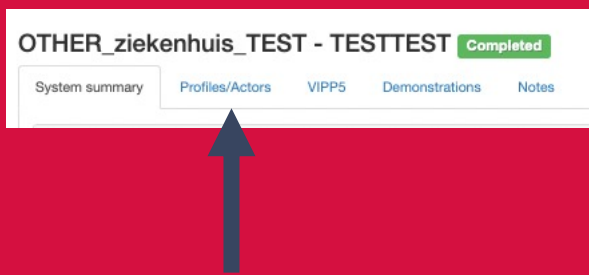 OTHER_ziekenhuis_TEST - TESTTEST Completed
System summary Profiles/Actors VIPP5 Demonstrations Notes